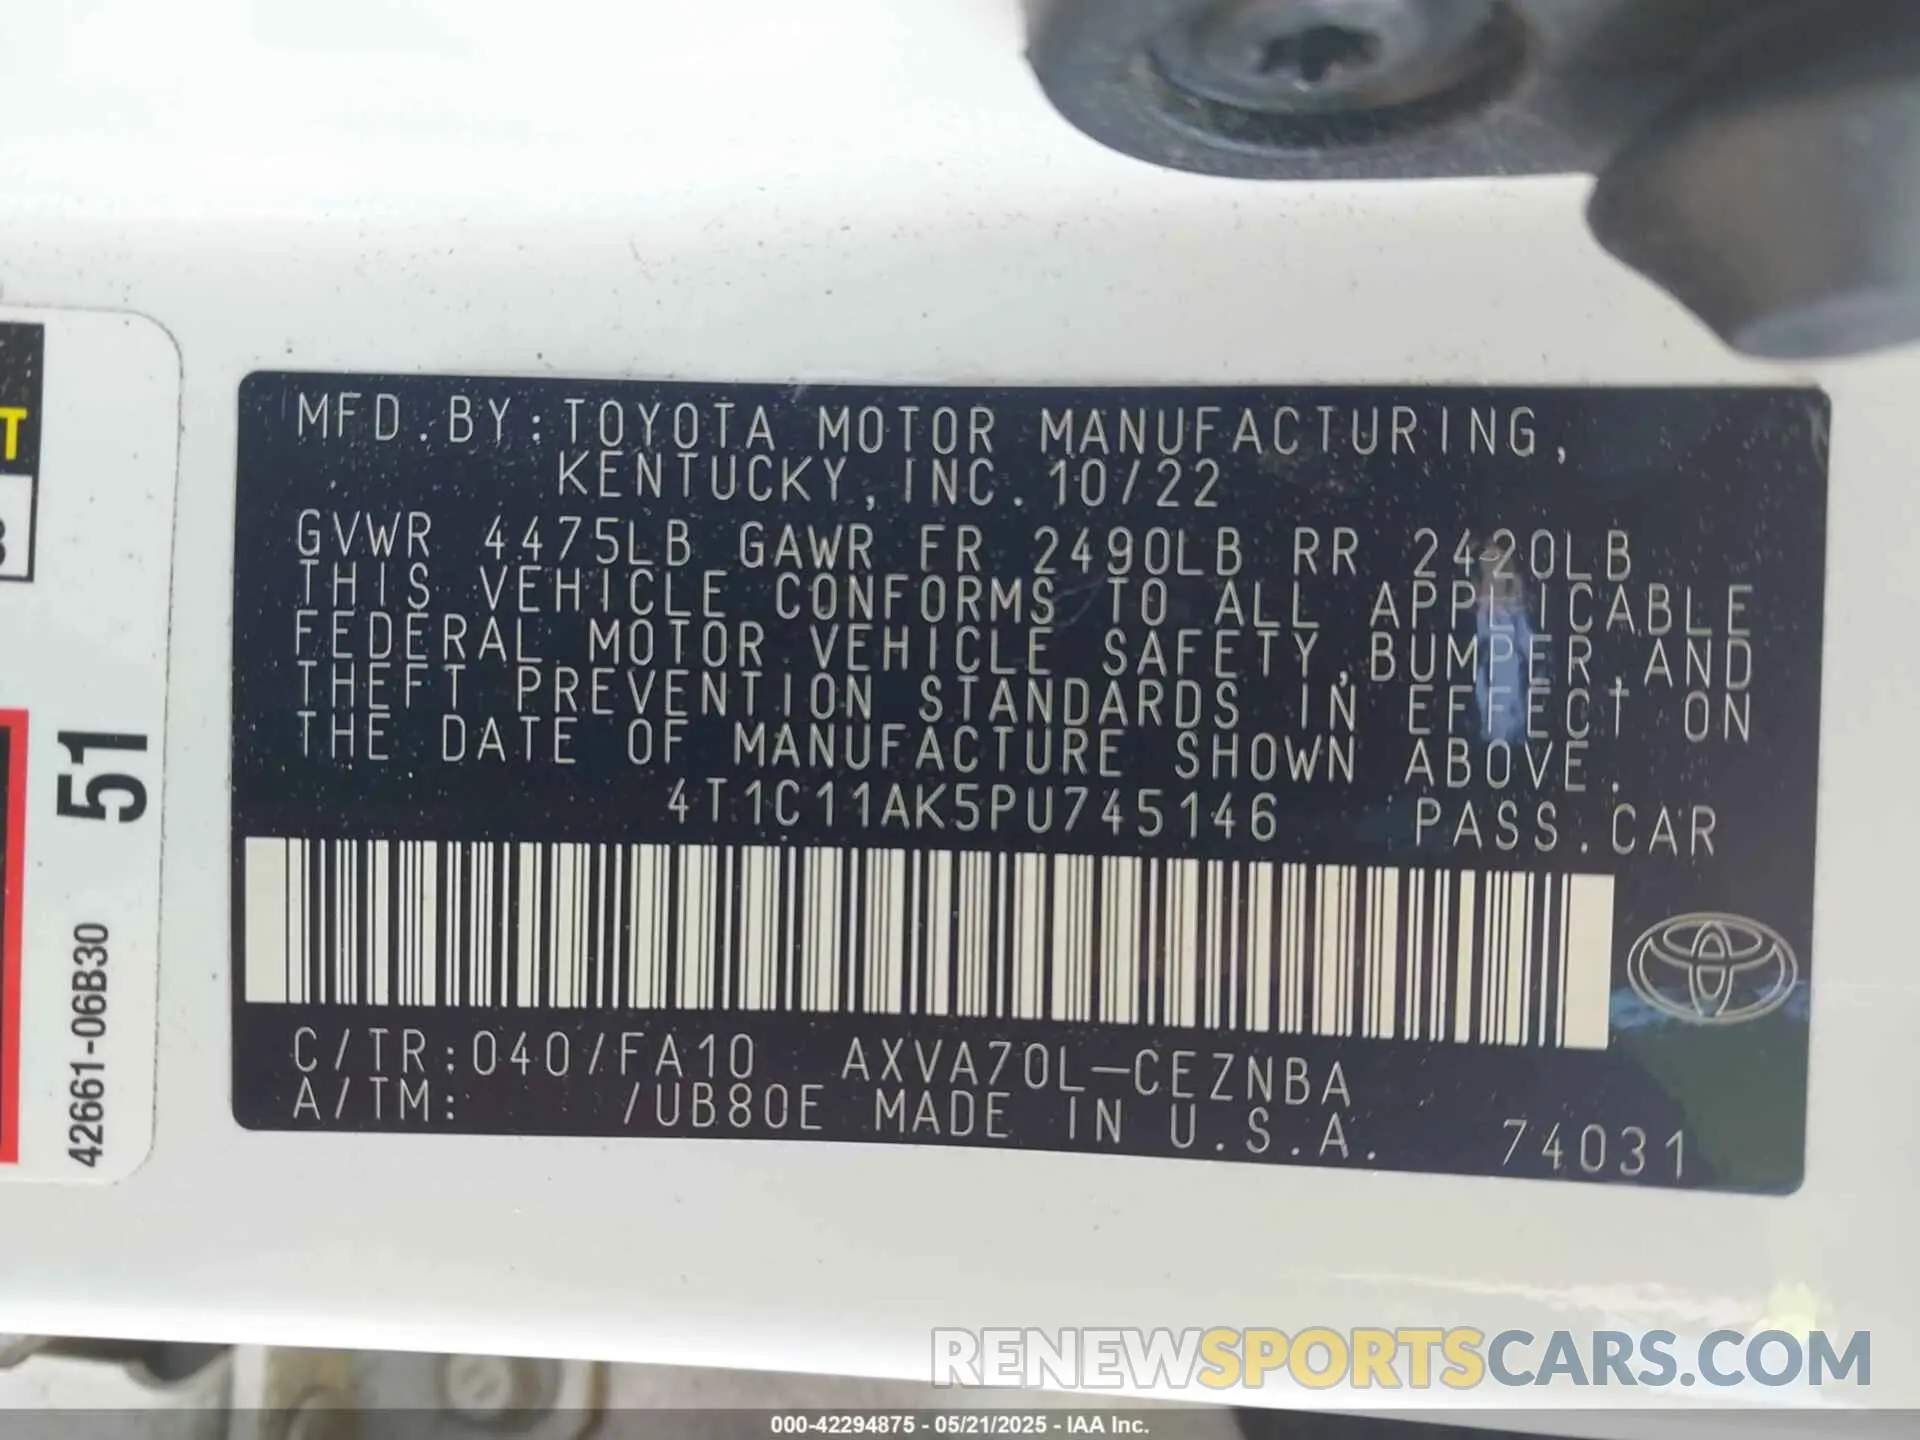 MFD. BY: TOYOTA MOTOR MANUFACTURING,
KENTUCKY, INC. 10/22
GVWR 4475LB GAWR FR 2490LB RR 2420LB
THIS VEHICLE CONFORMS TO ALL APPLICABLE
FEDERAL MOTOR VEHICLE SAFETY, BUMPER, AND
THEFT PREVENTION STANDARDS IN EFFECT ON
THE DATE OF MANUFACTURE SHOWN ABOVE.
4T1C11AK5PU745146 PASS. CAR
C/TR: 040/FA10 AXVA70L-CEZNBA
A/TM: /UB80E MADE IN U.S.A. 74031
T
51
42661-06B30
RENEWSPORTSCARS.COM
000-42294875 - 05/21/2025 - IAA Inc.